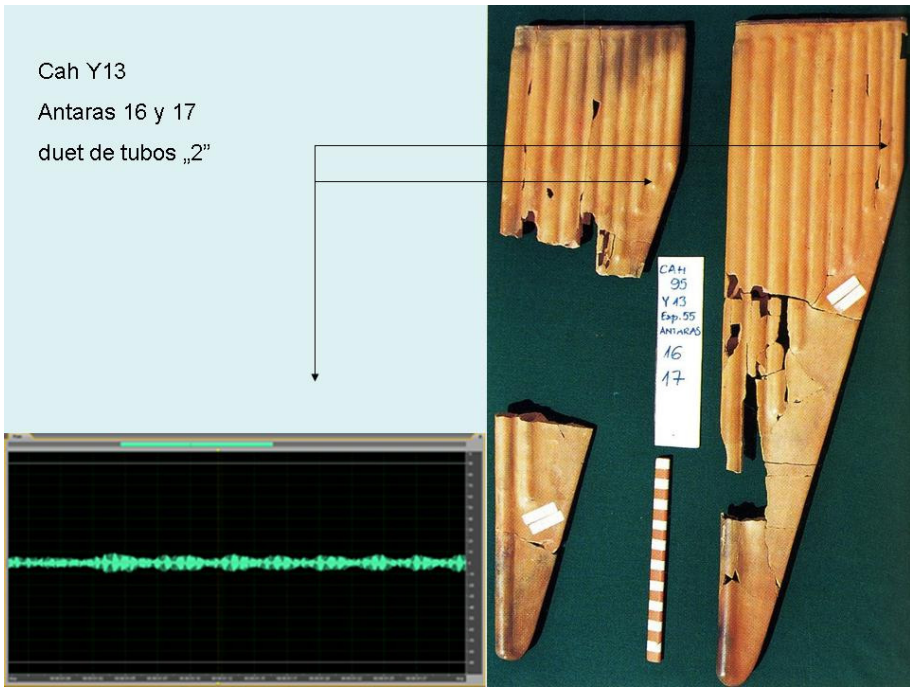 Cah Y13
Antaras 16 y 17
duet de tubos „2”
CAH
95
Y 13
Exp. 55
ANTARAS
16
17